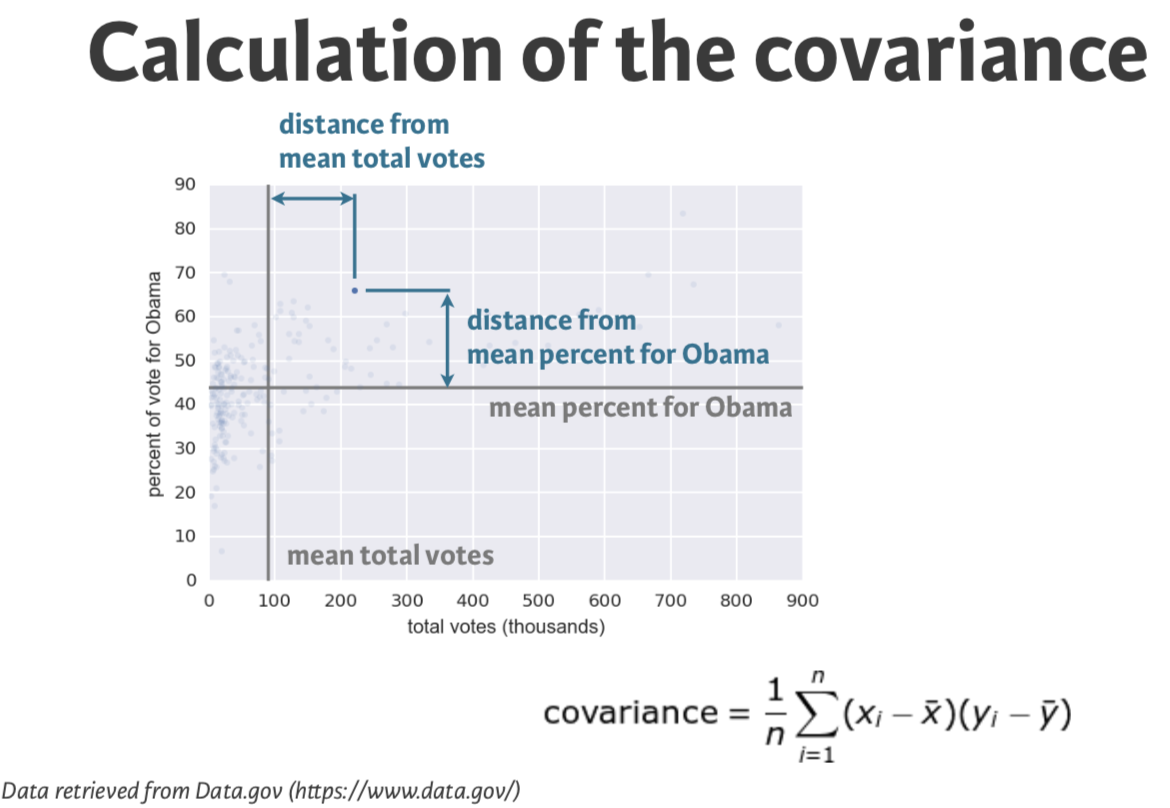 Calculation of the covariance
distance from
mean total votes
90
80
70
60
50
40
30
20
10
0
percent of vote for Obama
distance from
mean percent for Obama
mean percent for Obama
mean total votes
0 100 200 300 400 500 600 700 800 900
total votes (thousands)
covariance = \frac{1}{n} \sum_{i=1}^{n} (x_i - \bar{x})(y_i - \bar{y})
Data retrieved from Data.gov (https://www.data.gov/)